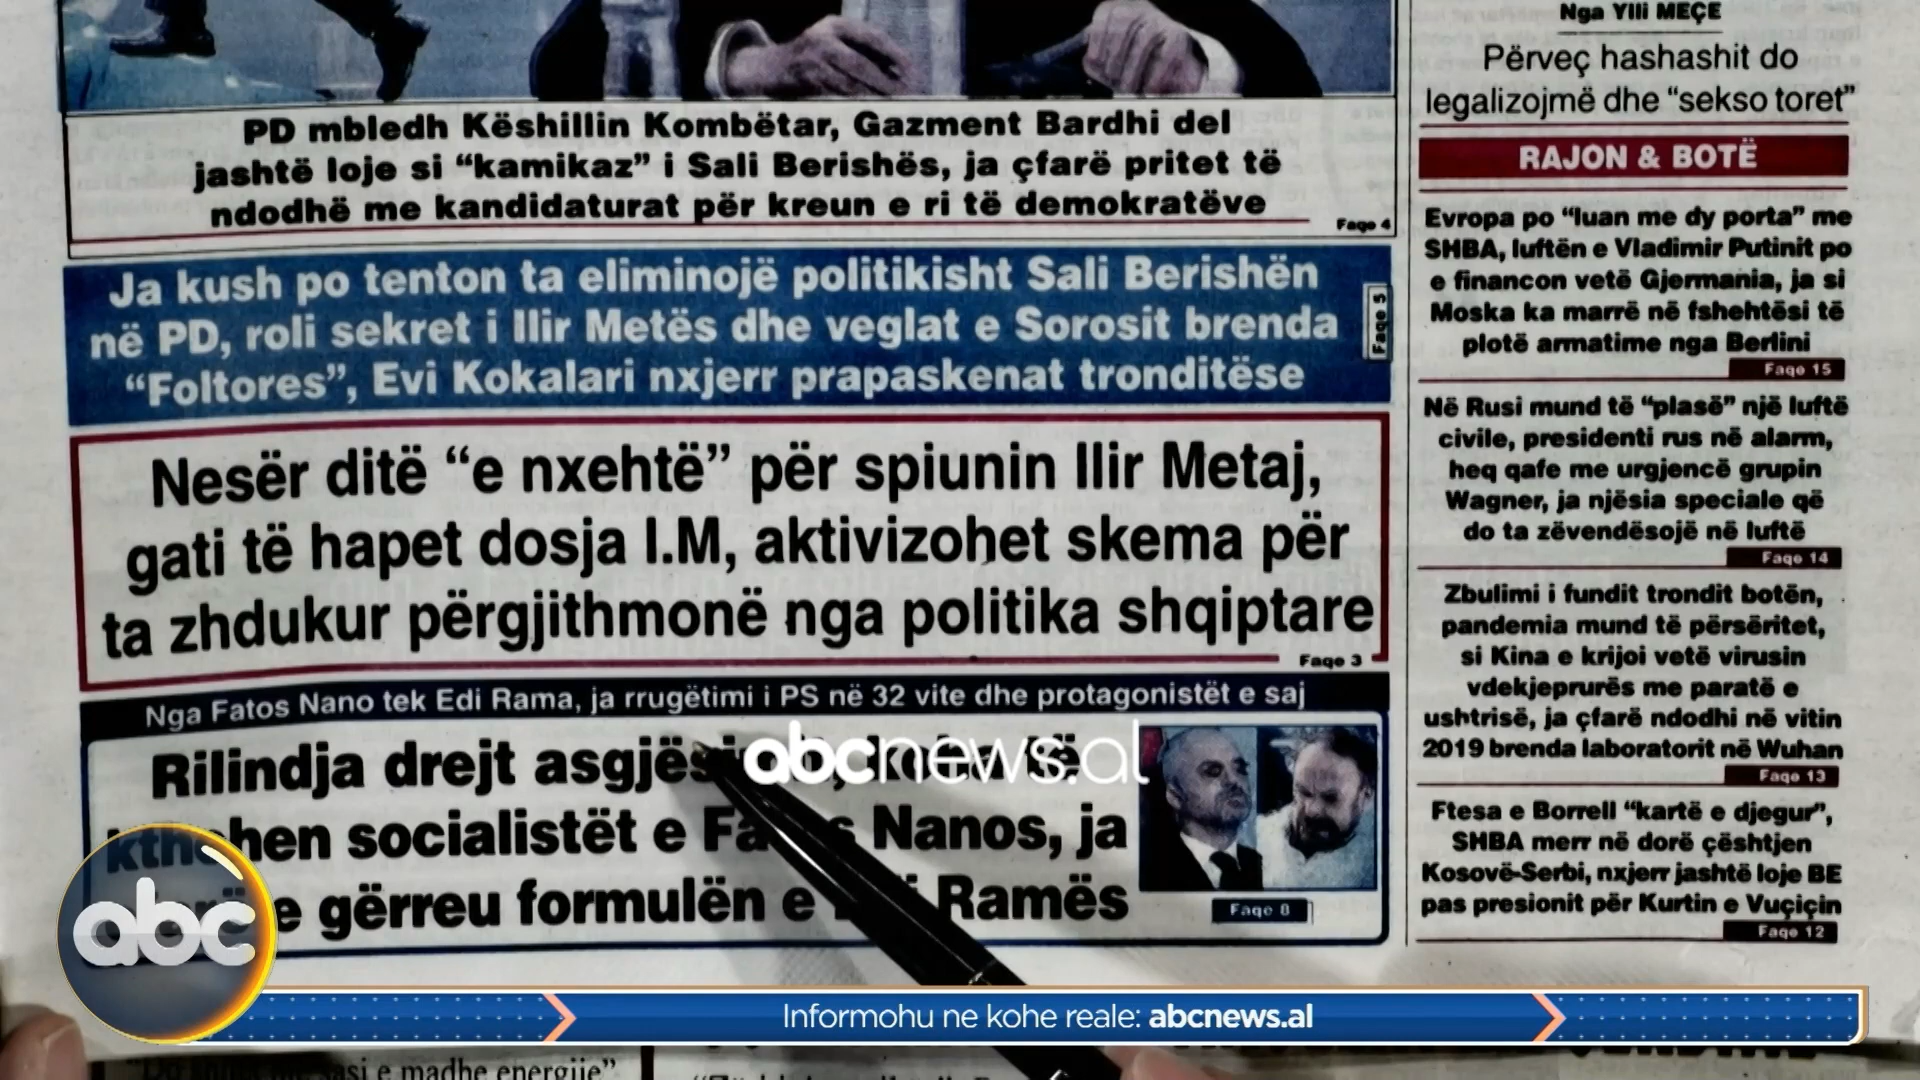 PD mbledh Këshillin Kombëtar, Gazment Bardhi del
jashtë loje si “kamikaz” i Sali Berishës, ja çfarë pritet të
ndodhë me kandidaturat për kreun e ri të demokratëve
Faqe 4
Ja kush po tenton ta eliminojë politikisht Sali Berishën
në PD, roli sekret i Ilir Metës dhe veglat e Sorosit brenda
“Foltores”, Evi Kokalari nxjerr prapaskenat tronditëse
Faqe 5
Nesër ditë “e nxehtë” për spiunin Ilir Metaj,
gati të hapet dosja I.M, aktivizohet skema për
ta zhdukur përgjithmonë nga politika shqiptare
Faqe 3
Nga Fatos Nano tek Edi Rama, ja rrugëtimi i PS në 32 vite dhe protagonistët e saj
Rilindja drejt të
socialistët e Nanos, ja
e gërreu formulën e Ramës
Faqe 8
Nga Ylli MEÇE
Përveç hashashit do
legalizojmë dhe “sekso toret”
RAJON & BOTË
Evropa po “luan me dy porta” me
SHBA, luftën e Vladimir Putinit po
e financon vetë Gjermania, ja si
Moska ka marrë në fshehtësi të
plotë armatime nga Berlini
Faqe 15
Në Rusi mund të “plasë” një luftë
civile, presidenti rus në alarm,
heq qafe me urgjencë grupin
Wagner, ja njësia speciale që
do ta zëvendësojë në luftë
Faqe 14
Zbulimi i fundit trondit botën,
pandemia mund të përsëritet,
si Kina e krijoi vetë virusin
vdekjeprurës me paratë e
ushtrisë, ja çfarë ndodhi në vitin
2019 brenda laboratorit në Wuhan
Faqe 13
Ftesa e Borrell “kartë e djegur”,
SHBA merr në dorë çështjen
Kosovë-Serbi, nxjerr jashtë loje BE
pas presionit për Kurtin e Vuçiçin
Faqe 12
abcnews.al
abc
Informohu ne kohe reale: abcnews.al
e madhe energjie”